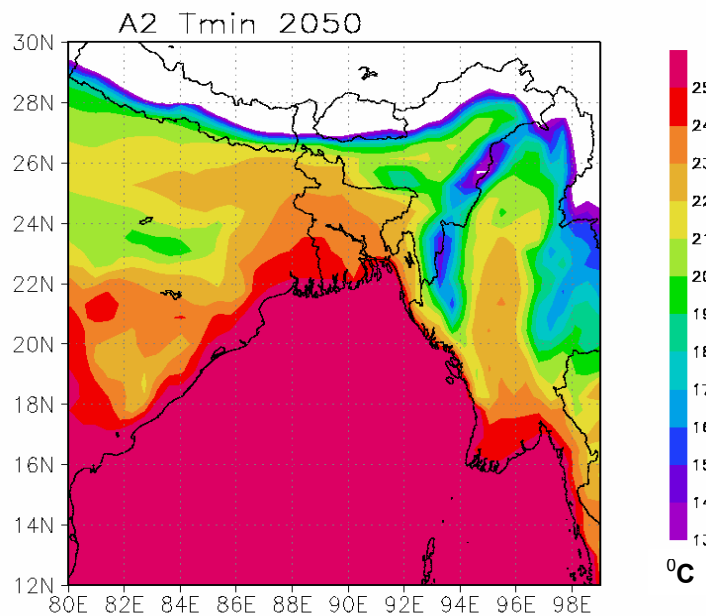 A2 Tmin 2050
30N
28N
26N
24N
22N
20N
18N
16N
14N
12N
80E 82E 84E 86E 88E 90E 92E 94E 96E 98E
25
24
23
22
21
20
19
18
17
16
15
14
13
⁰C